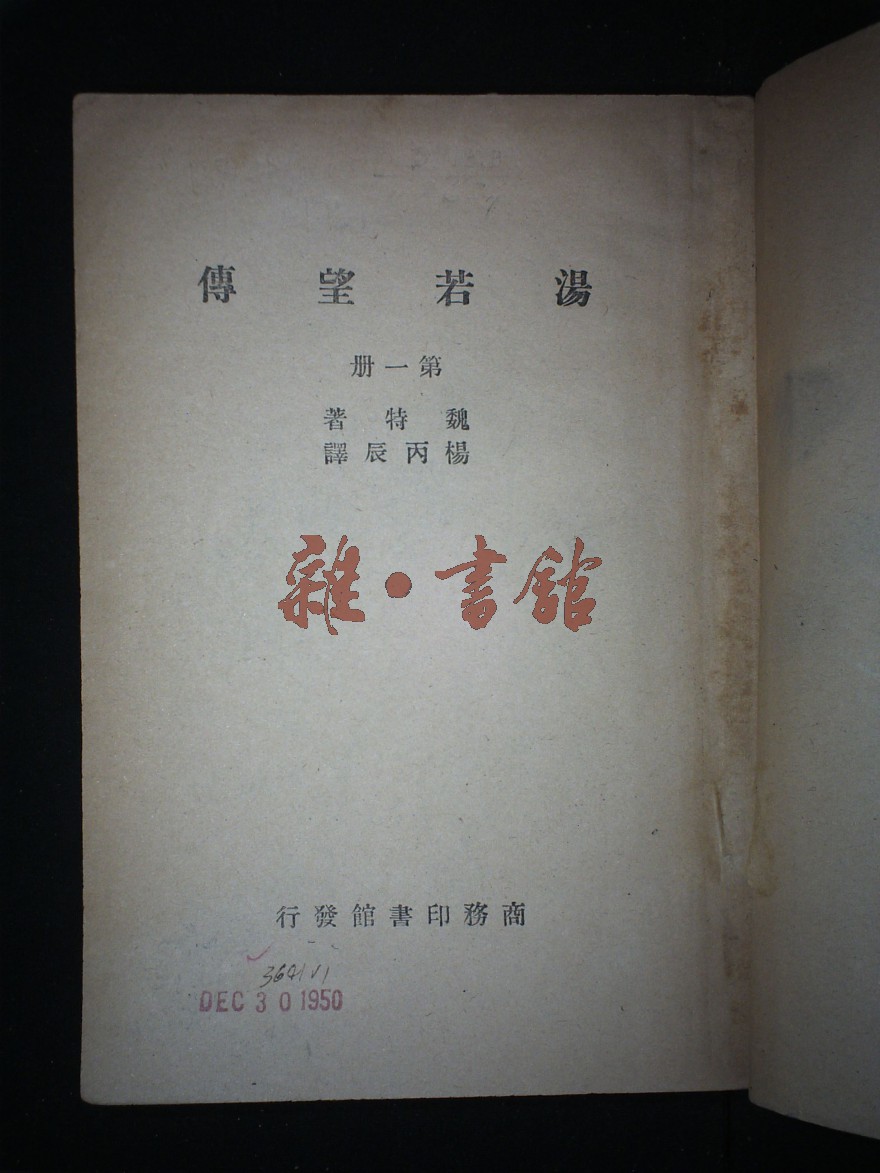 湯若望傳
第一册
魏特著
楊丙辰譯
雜·書館
商務印書館發行
DEC 30 1950